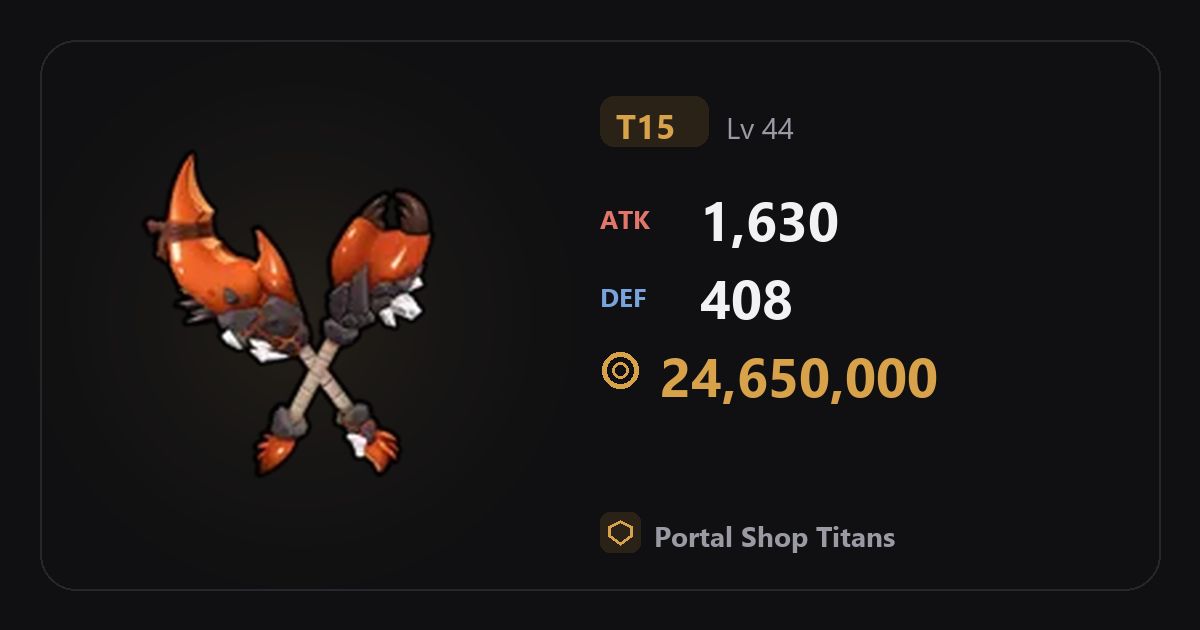 T15 Lv 44
ATK 1,630
DEF 408
24,650,000
Portal Shop Titans